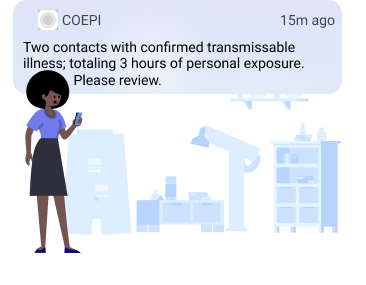 COEPI 15m ago
Two contacts with confirmed transmissable
illness; totaling 3 hours of personal exposure.
Please review.